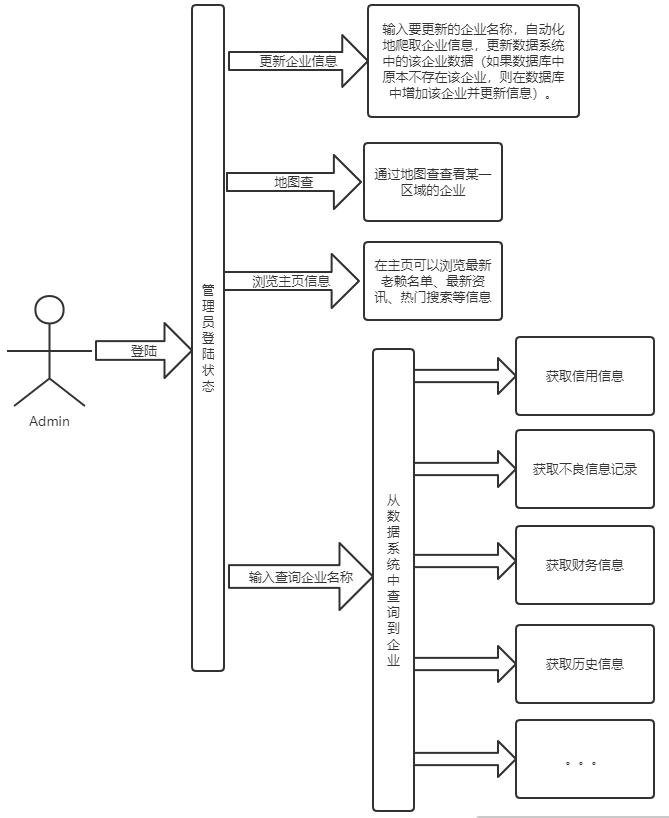 输入要更新的企业名称，自动化
地爬取企业信息，更新数据系统
中的该企业数据（如果数据库中
原本不存在该企业，则在数据库
中增加该企业并更新信息）。
更新企业信息
地图查
通过地图查查看某一
区域的企业
浏览主页信息
在主页可以浏览最新
老赖名单、最新资
讯、热门搜索等信息
管
理
员
登
陆
状
态
登陆
Admin
获取信用信息
获取不良信息记录
从
数
据
系
统
中
查
询
到
企
业
输入查询企业名称
获取财务信息
获取历史信息
。。。